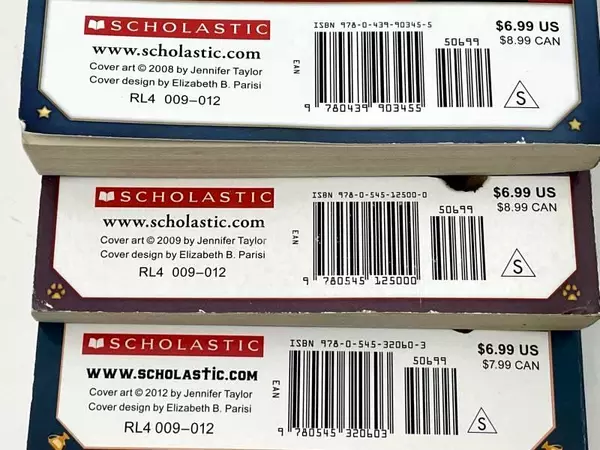 SCHOLASTIC
www.scholastic.com
Cover art © 2008 by Jennifer Taylor
Cover design by Elizabeth B. Parisi
RL4 009–012
ISBN 978-0-439-90345-5
EAN
9 780439 903455
50699
$6.99 US
$8.99 CAN
S
SCHOLASTIC
www.scholastic.com
Cover art © 2009 by Jennifer Taylor
Cover design by Elizabeth B. Parisi
RL4 009–012
ISBN 978-0-545-12500-0
EAN
9 780545 125000
50699
$6.99 US
$8.99 CAN
S
SCHOLASTIC
WWW.SCHOLASTIC.COM
Cover art © 2012 by Jennifer Taylor
Cover design by Elizabeth B. Parisi
RL4 009–012
ISBN 978-0-545-32060-3
EAN
9 780545 320603
50699
$6.99 US
$7.99 CAN
S